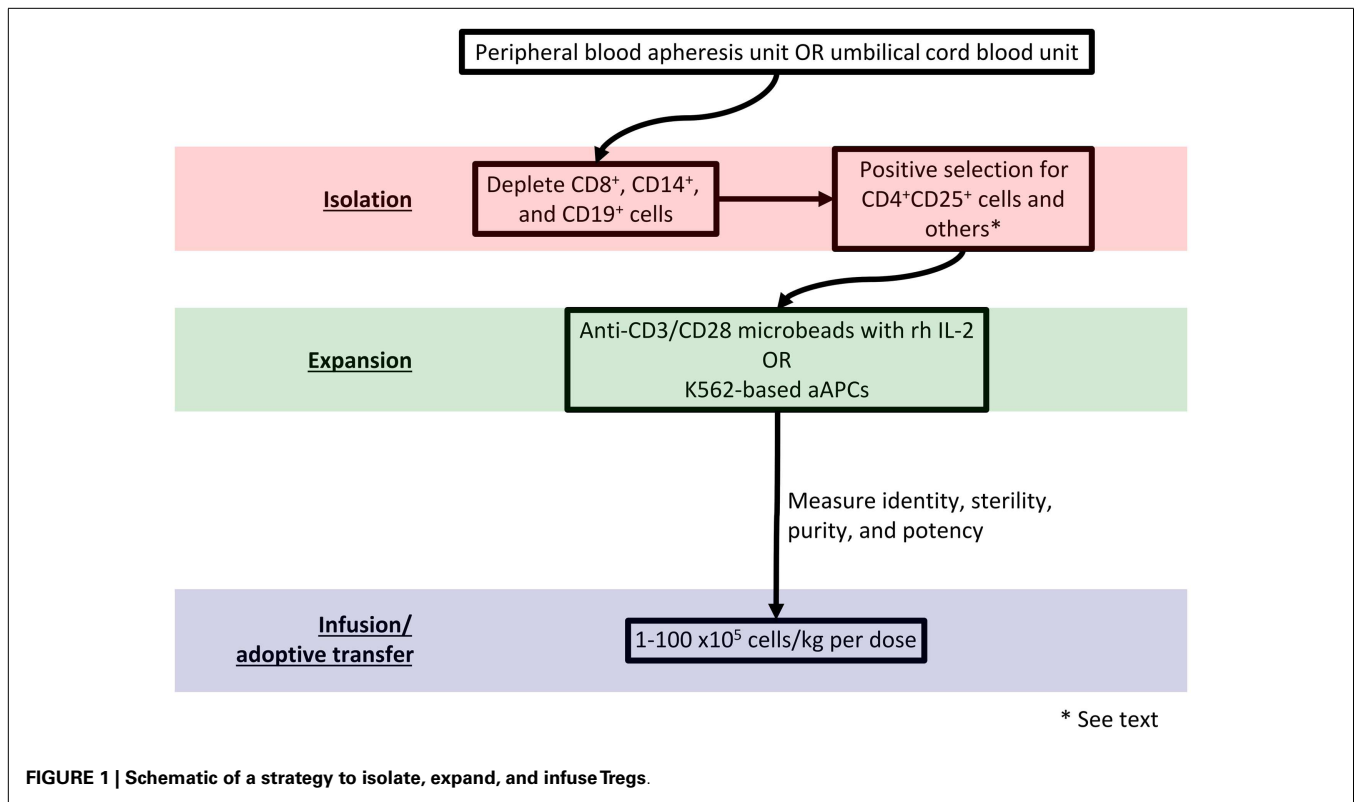 Peripheral blood apheresis unit OR umbilical cord blood unit
Isolation
Deplete CD8⁺, CD14⁺,
and CD19⁺ cells
Positive selection for
CD4⁺CD25⁺ cells and
others*
Expansion
Anti-CD3/CD28 microbeads with rh IL-2
OR
K562-based aAPCs
Measure identity, sterility,
purity, and potency
Infusion/
adoptive transfer
1-100 x10⁵ cells/kg per dose
* See text
FIGURE 1 | Schematic of a strategy to isolate, expand, and infuse Tregs.